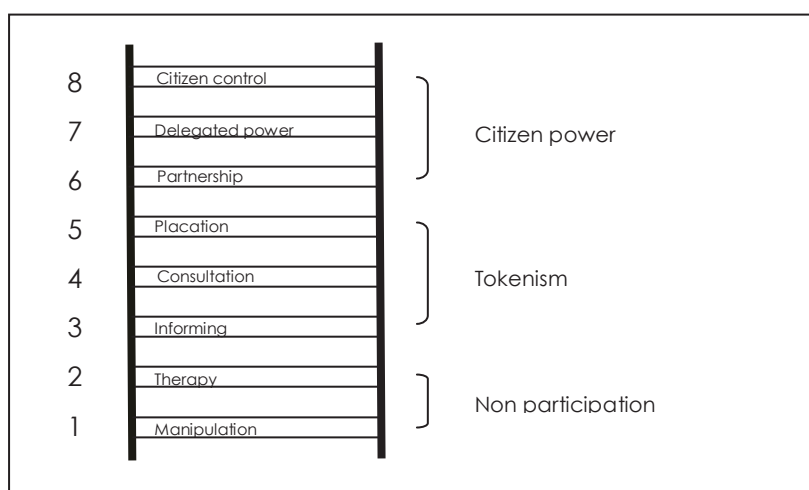 8 Citizen control
7 Delegated power
Citizen power
6 Partnership
5 Placation
4 Consultation
Tokenism
3 Informing
2 Therapy
Non participation
1 Manipulation